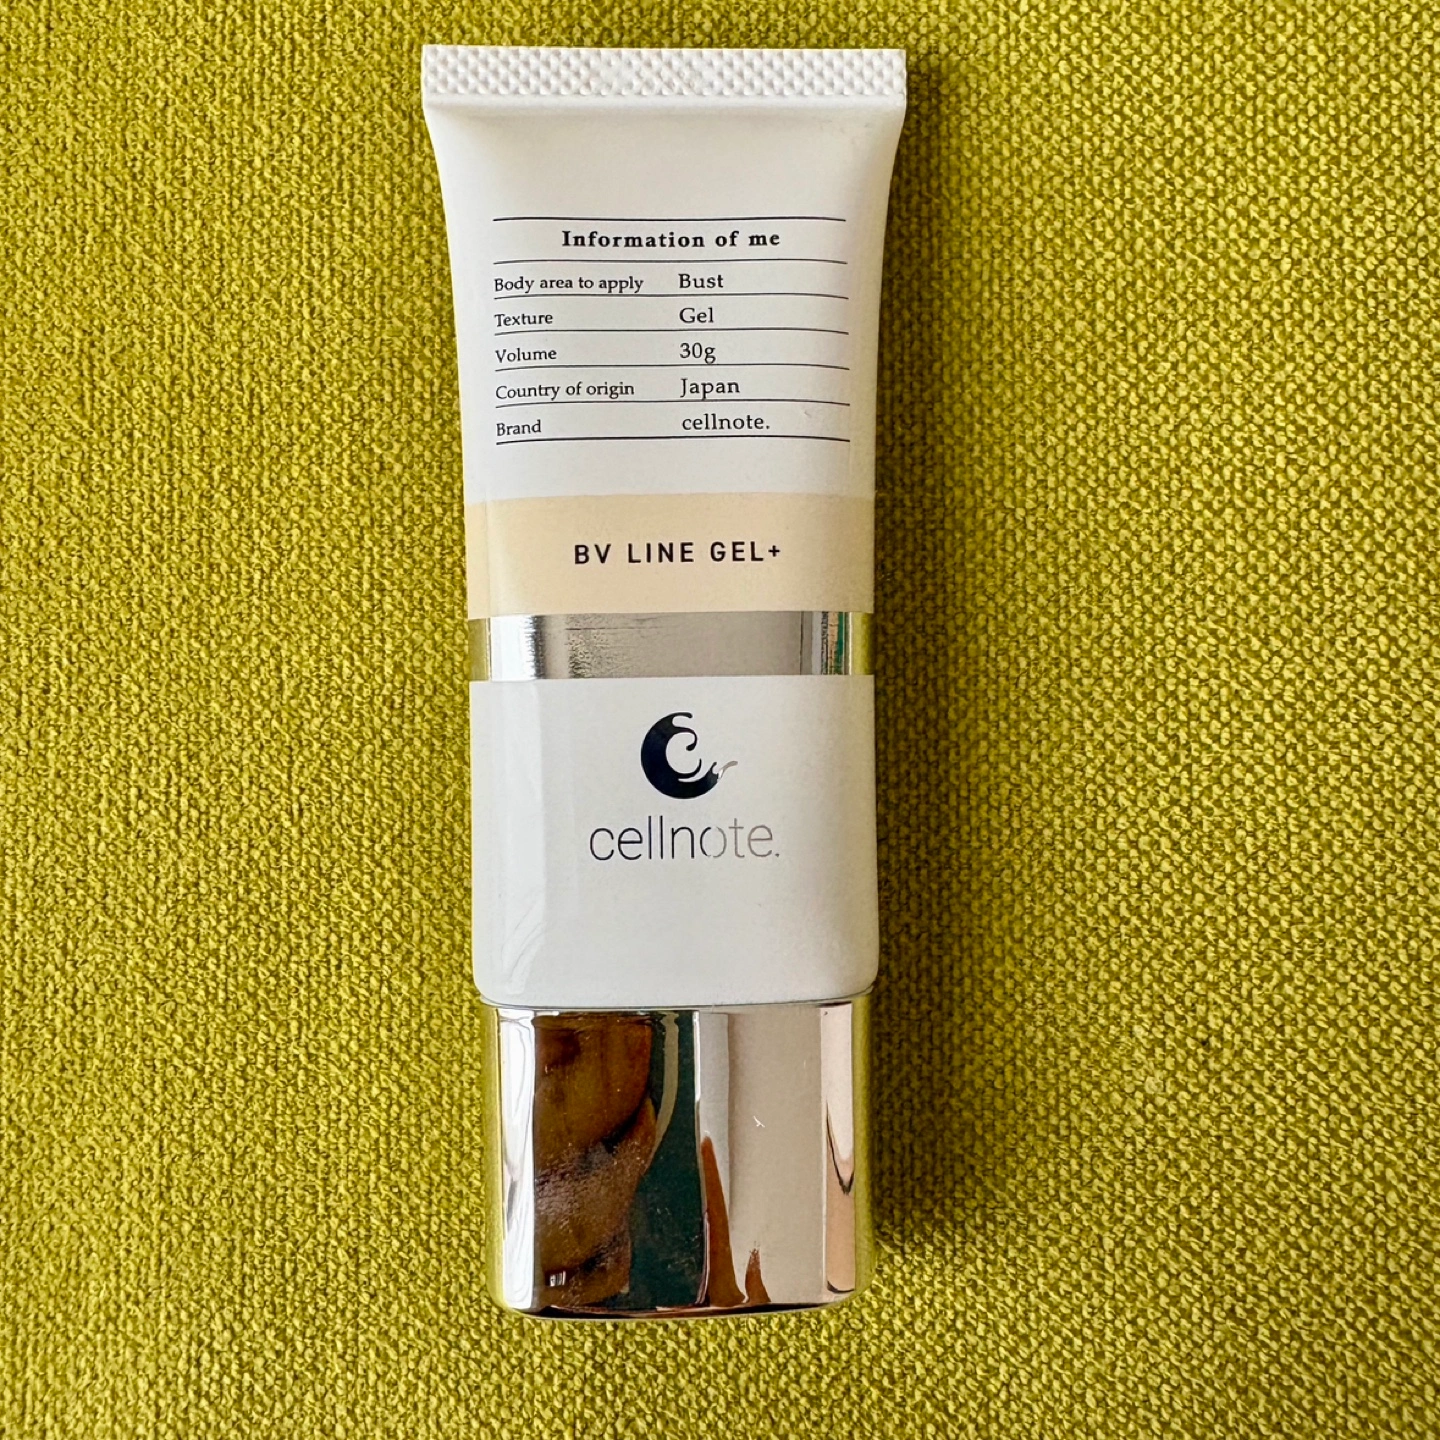 Information of me
Body area to apply Bust
Texture Gel
Volume 30g
Country of origin Japan
Brand cellnote.
BV LINE GEL+
cellnote.